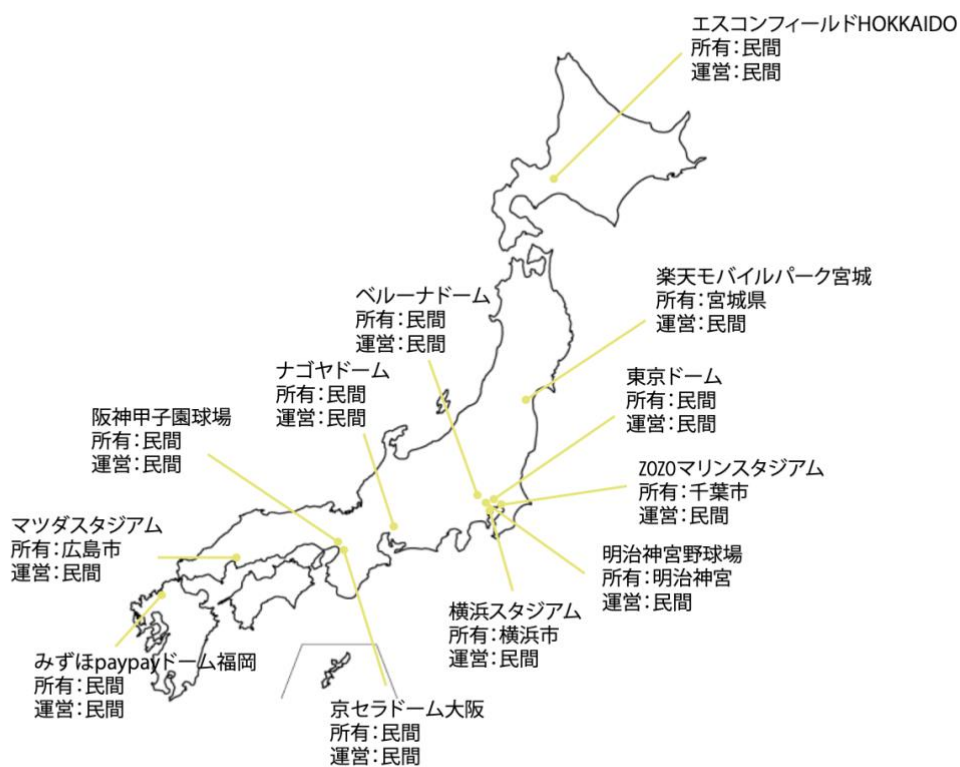 エスコンフィールドHOKKAIDO
所有：民間
運営：民間
楽天モバイルパーク宮城
所有：宮城県
運営：民間
ベルーナドーム
所有：民間
運営：民間
ナゴヤドーム
所有：民間
運営：民間
東京ドーム
所有：民間
運営：民間
阪神甲子園球場
所有：民間
運営：民間
ZOZOマリンスタジアム
所有：千葉市
運営：民間
マツダスタジアム
所有：広島市
運営：民間
明治神宮野球場
所有：明治神宮
運営：民間
横浜スタジアム
所有：横浜市
運営：民間
みずほpaypayドーム福岡
所有：民間
運営：民間
京セラドーム大阪
所有：民間
運営：民間